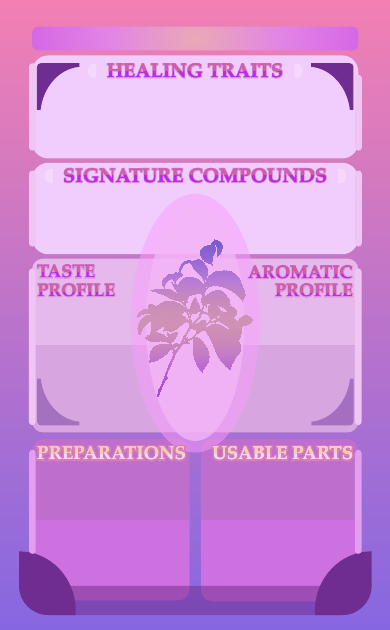 HEALING TRAITS
SIGNATURE COMPOUNDS
TASTE
PROFILE
AROMATIC
PROFILE
PREPARATIONS
USABLE PARTS